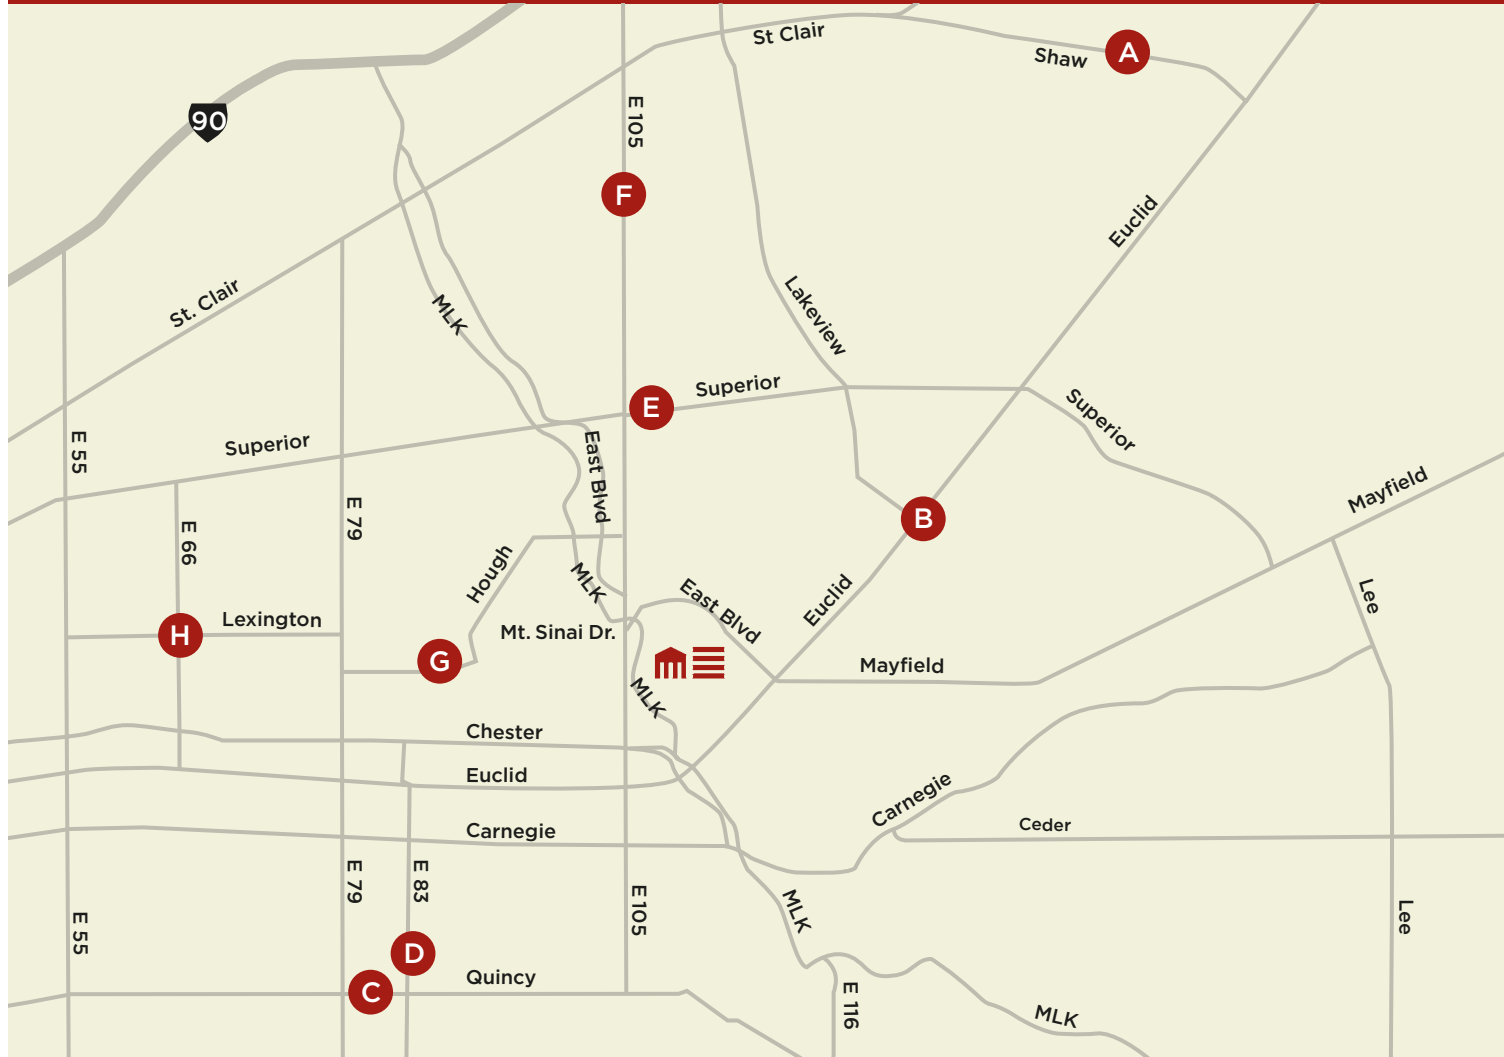 St Clair
Shaw
A
90
E 105
F
Euclid
St. Clair
MLK
Lakeview
Superior
E
Superior
Superior
E 55
East Blvd
Mayfield
E 66
E 79
B
Hough
MLK
East Blvd
Euclid
Lee
H
Lexington
Mt. Sinai Dr.
G
Mayfield
MLK
Chester
Euclid
Carnegie
Carnegie
Ceder
E 79
E 83
E 105
MLK
Lee
E 55
D
C
Quincy
E 116
MLK